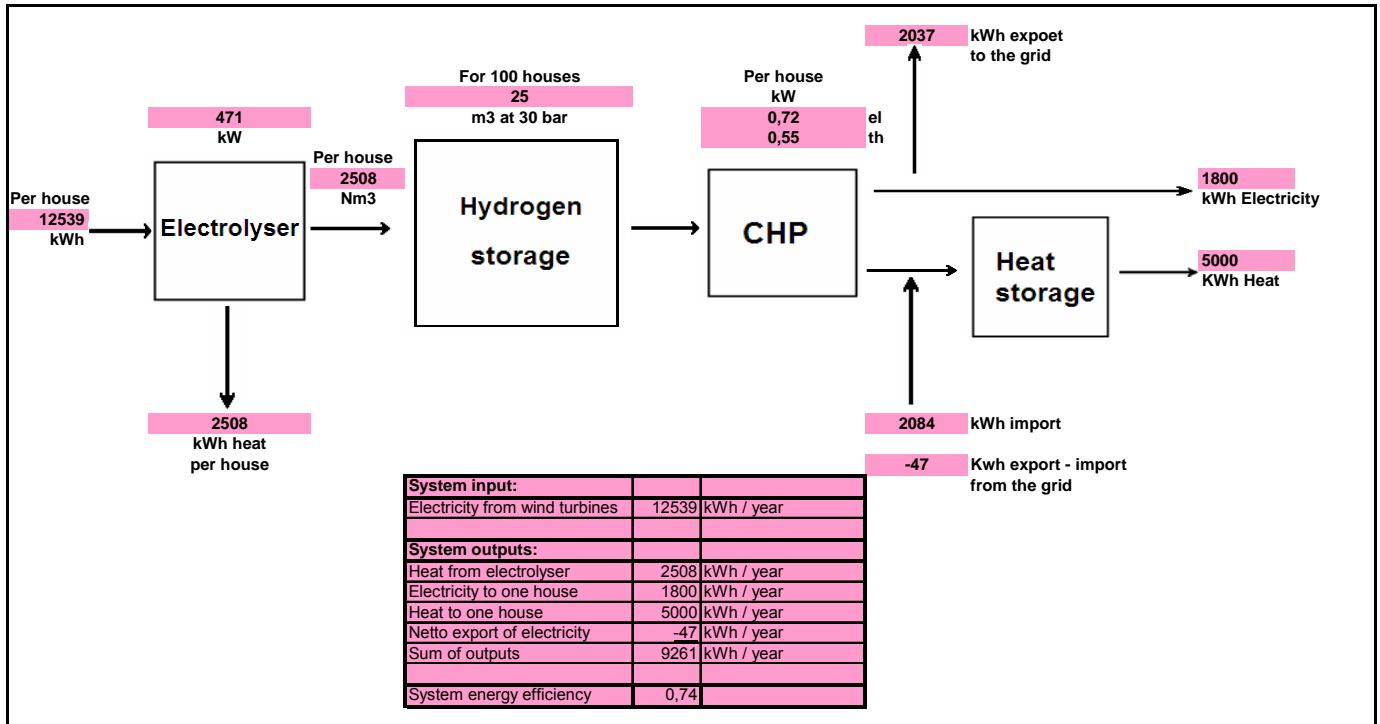 2037 kWh expoet
to the grid
For 100 houses
25
m3 at 30 bar
Per house
kW
0,72 el
0,55 th
471
kW
Per house
2508
Nm3
Per house
12539
kWh
Electrolyser
Hydrogen
storage
CHP
Heat
storage
1800
kWh Electricity
5000
KWh Heat
2508
kWh heat
per house
2084 kWh import
-47 Kwh export - import
from the grid
System input:
Electricity from wind turbines 12539 kWh / year
System outputs:
Heat from electrolyser 2508 kWh / year
Electricity to one house 1800 kWh / year
Heat to one house 5000 kWh / year
Netto export of electricity -47 kWh / year
Sum of outputs 9261 kWh / year
System energy efficiency 0,74